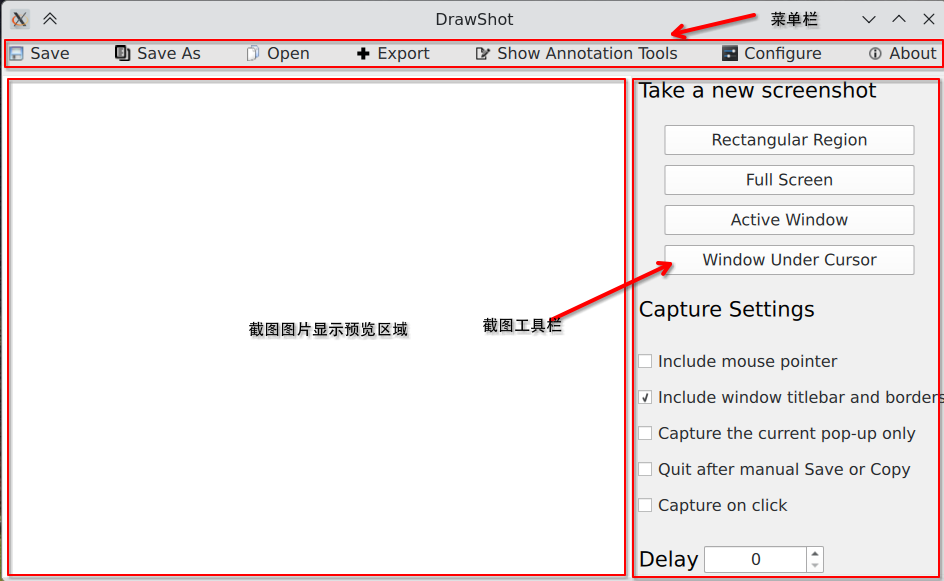 DrawShot
菜单栏
Save Save As Open Export Show Annotation Tools Configure About
Take a new screenshot
Rectangular Region
Full Screen
Active Window
Window Under Cursor
截图图片显示预览区域
截图工具栏
Capture Settings
Include mouse pointer
Include window titlebar and borders
Capture the current pop-up only
Quit after manual Save or Copy
Capture on click
Delay 0